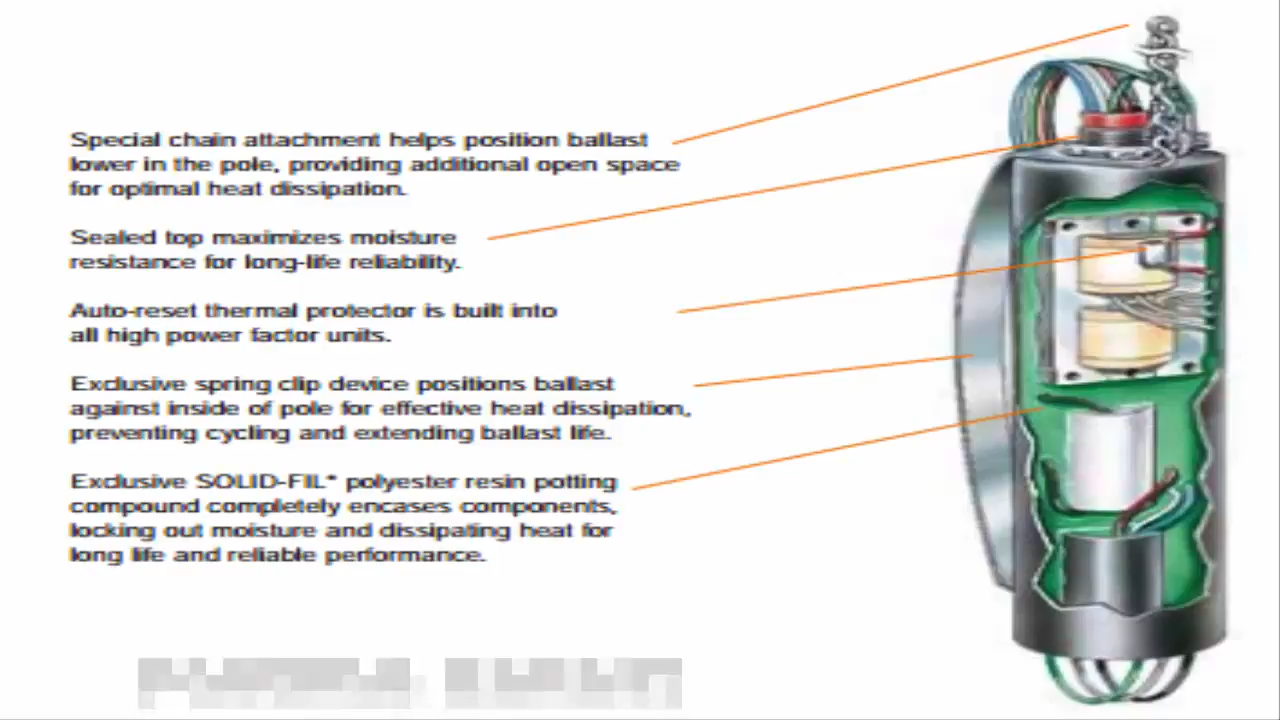 Special chain attachment helps position ballast
lower in the pole, providing additional open space
for optimal heat dissipation.
Sealed top maximizes moisture
resistance for long-life reliability.
Auto-reset thermal protector is built into
all high power factor units.
Exclusive spring clip device positions ballast
against inside of pole for effective heat dissipation,
preventing cycling and extending ballast life.
Exclusive SOLID-FIL* polyester resin potting
compound completely encases components,
locking out moisture and dissipating heat for
long life and reliable performance.